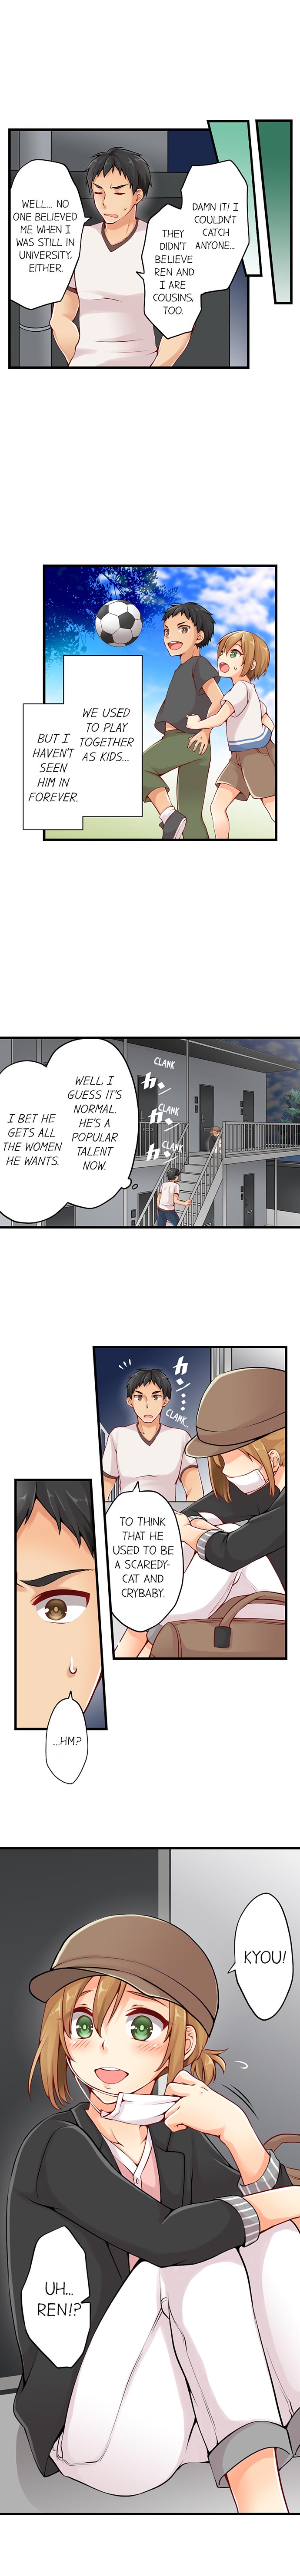 DAMN IT! I
COULDN'T
CATCH
ANYONE...
THEY
DIDN'T
BELIEVE
REN AND
I ARE
COUSINS,
TOO.
WELL... NO
ONE BELIEVED
ME WHEN I
WAS STILL IN
UNIVERSITY,
EITHER.
WE USED
TO PLAY
TOGETHER
AS KIDS...
BUT I
HAVEN'T
SEEN
HIM IN
FOREVER.
CLANK
カン
CLANK
カン
CLANK
カン
WELL, I
GUESS IT'S
NORMAL.
HE'S A
POPULAR
TALENT
NOW.
I BET HE
GETS ALL
THE WOMEN
HE WANTS.
カン...
CLANK...
TO THINK
THAT HE
USED TO BE
A SCAREDY-
CAT AND
CRYBABY.
...HM?
KYOU!
UH...
REN!?